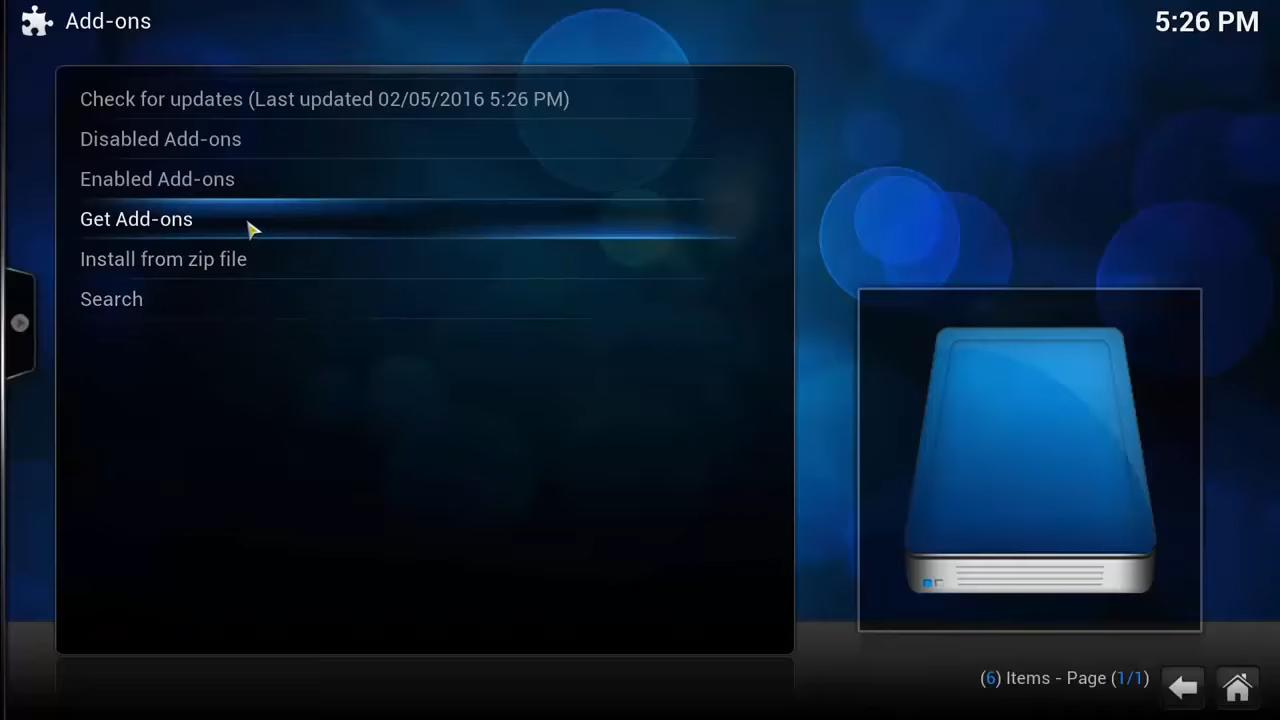 Add-ons
5:26 PM
Check for updates (Last updated 02/05/2016 5:26 PM)
Disabled Add-ons
Enabled Add-ons
Get Add-ons
Install from zip file
Search
(6) Items - Page (1/1)